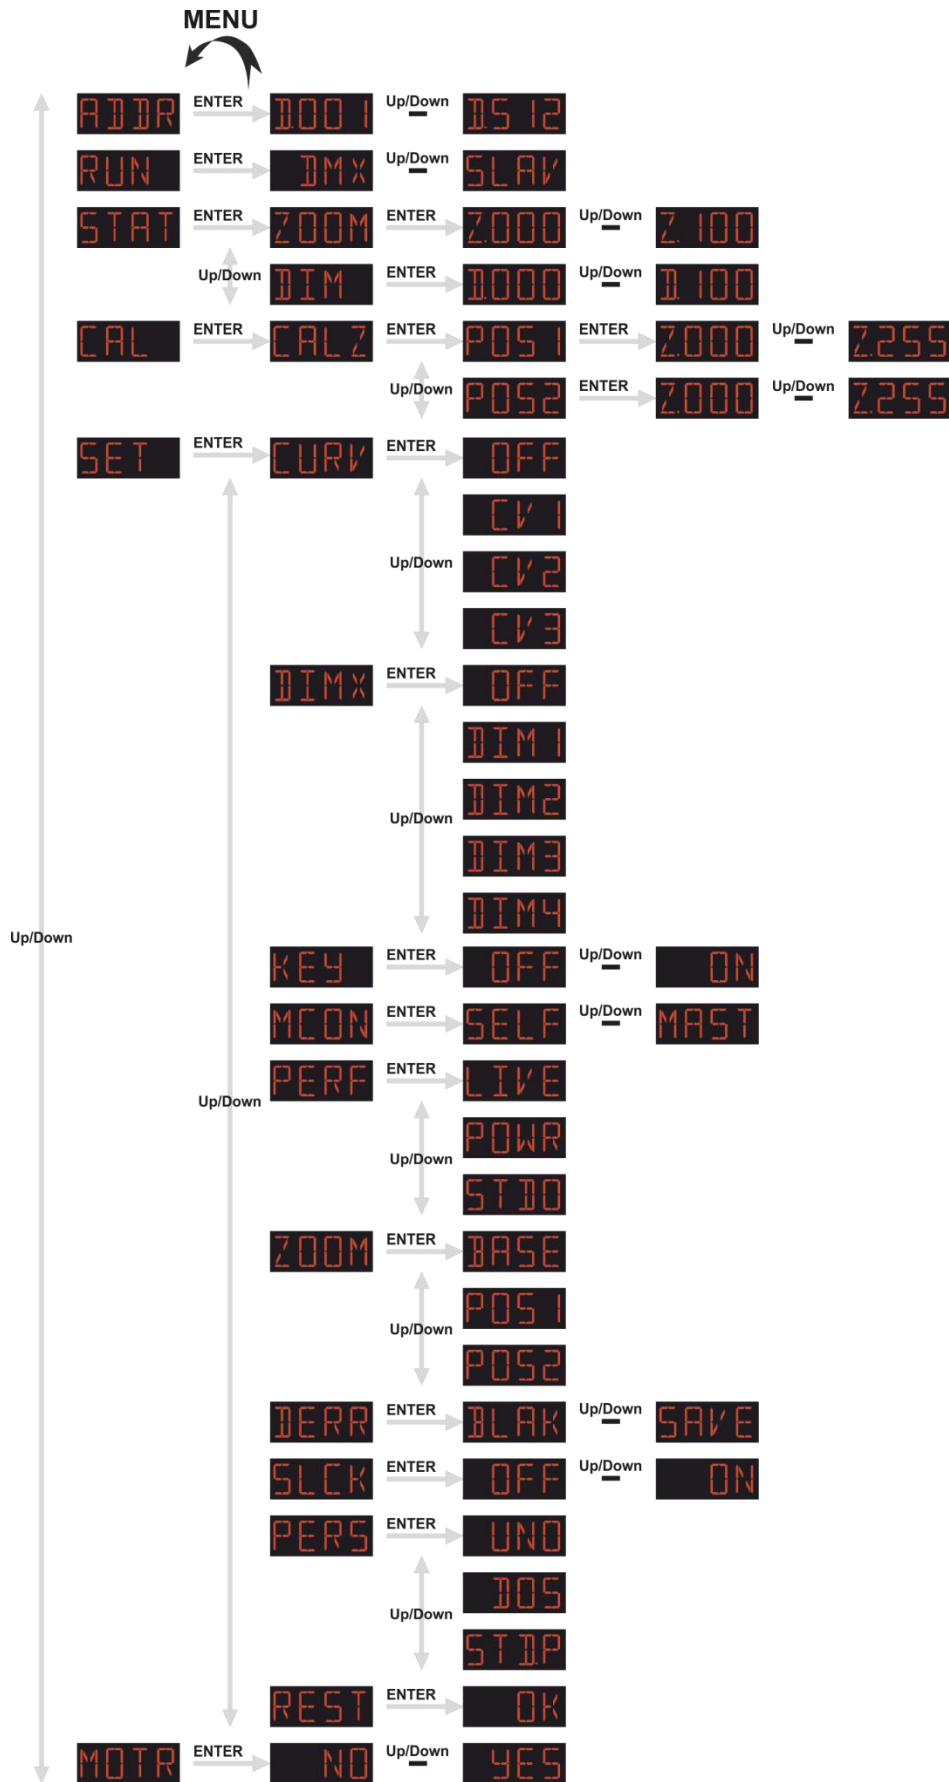 MENU
ADDR ENTER D.001 Up/Down D.512
RUN ENTER DMX Up/Down SLAV
STAT ENTER ZOOM ENTER Z.000 Up/Down Z.100
Up/Down DIM ENTER D.000 Up/Down D.100
CAL ENTER CALZ ENTER POS1 ENTER Z.000 Up/Down Z.255
Up/Down POS2 ENTER Z.000 Up/Down Z.255
SET ENTER CURV ENTER OFF
CV1
Up/Down CV2
CV3
DIMX ENTER OFF
DIM1
DIM2
Up/Down
DIM3
DIM4
Up/Down
KEY ENTER OFF Up/Down ON
MCON ENTER SELF Up/Down MAST
PERF ENTER LIVE
Up/Down
POWR
Up/Down
STDO
ZOOM ENTER BASE
POS1
Up/Down
POS2
DERR ENTER BLAK Up/Down SAVE
SLCK ENTER OFF Up/Down ON
PERS ENTER UNO
DOS
Up/Down
STD.P
REST ENTER OK
MOTR ENTER NO Up/Down YES